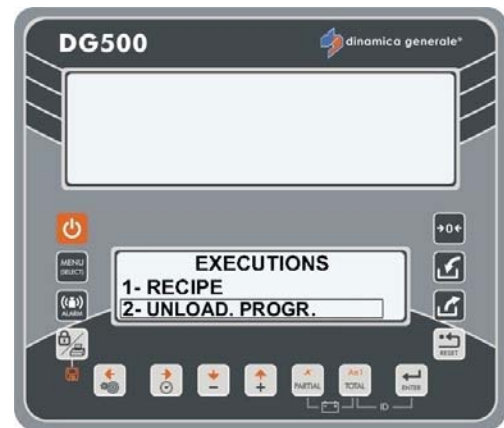 DG500
dinamica generale®
→0←
MENU
(SELECT)
ALARM
EXECUTIONS
1- RECIPE
2- UNLOAD. PROGR.
RESET
PARTIAL
TOTAL
ENTER
ID